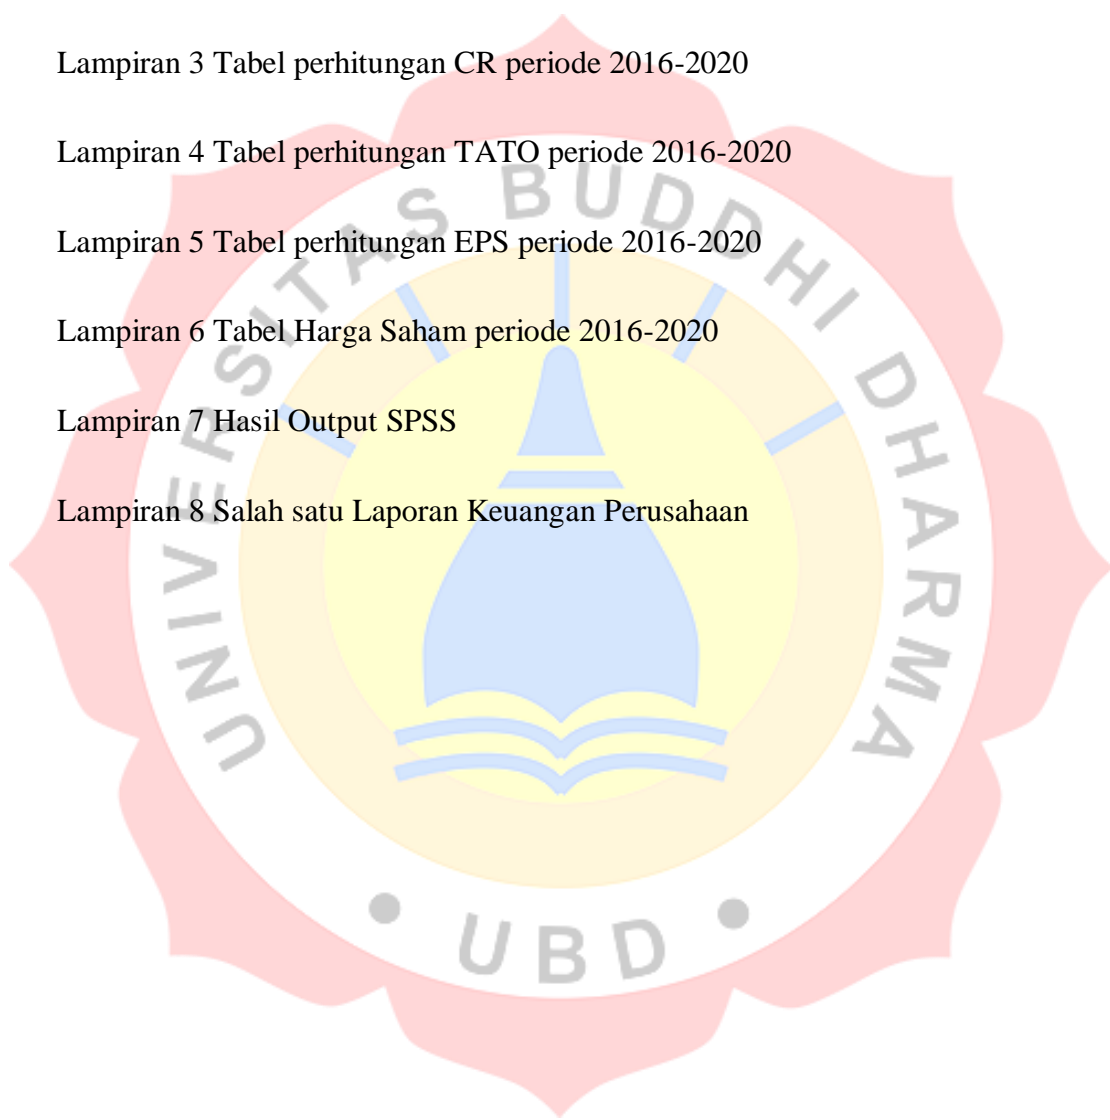 Lampiran 3 Tabel perhitungan CR periode 2016-2020
Lampiran 4 Tabel perhitungan TATO periode 2016-2020
Lampiran 5 Tabel perhitungan EPS periode 2016-2020
Lampiran 6 Tabel Harga Saham periode 2016-2020
Lampiran 7 Hasil Output SPSS
Lampiran 8 Salah satu Laporan Keuangan Perusahaan
UNIVERSITAS BUDDHI DHARMA
• UBD •